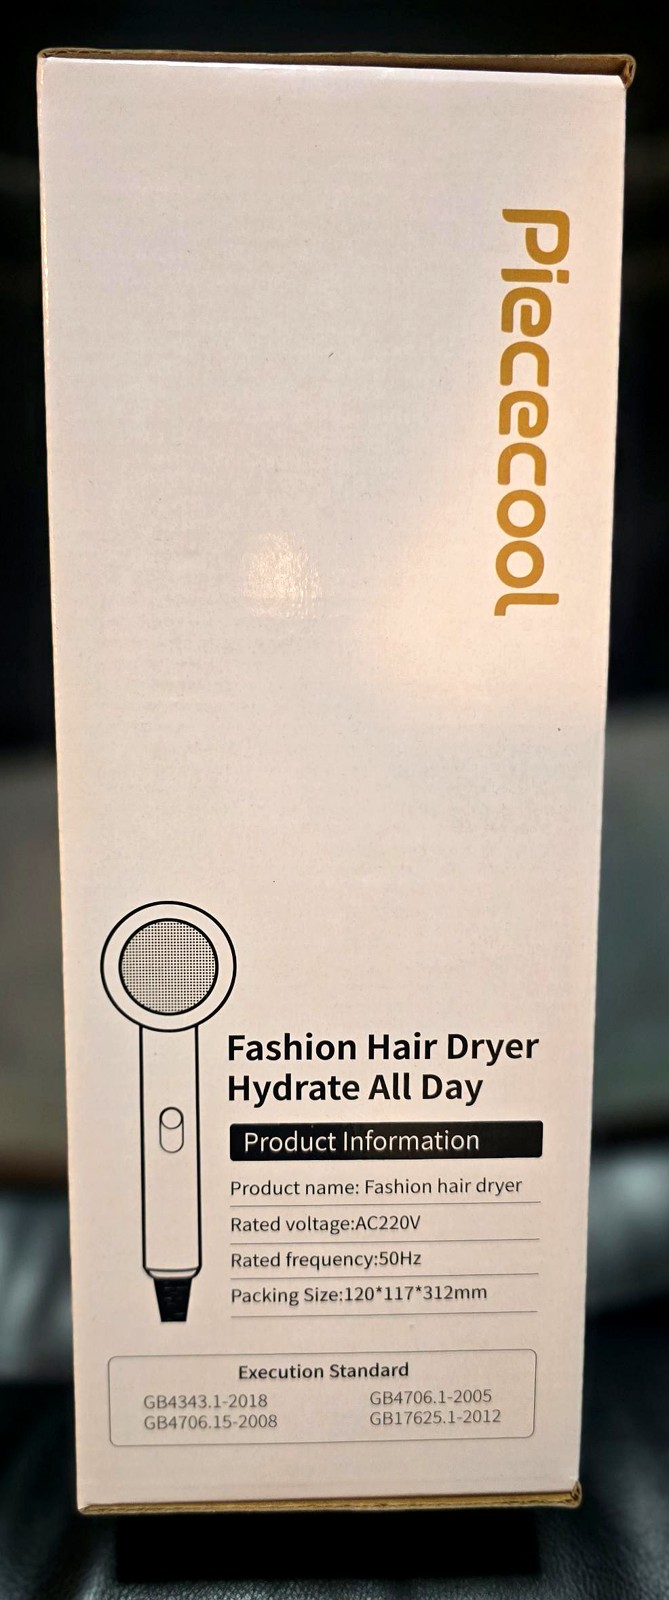 Piececool
Fashion Hair Dryer
Hydrate All Day
Product Information
Product name: Fashion hair dryer
Rated voltage:AC220V
Rated frequency:50Hz
Packing Size:120*117*312mm
Execution Standard
GB4343.1-2018 GB4706.1-2005
GB4706.15-2008 GB17625.1-2012